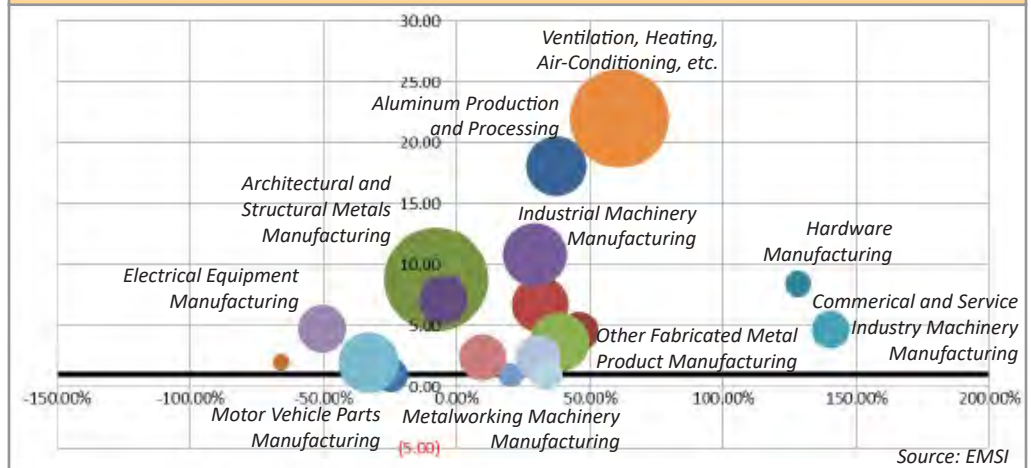 30.00
Ventilation, Heating,
Air-Conditioning, etc.
25.00
Aluminum Production
and Processing
20.00
Architectural and
Structural Metals
Manufacturing
15.00
Industrial Machinery
Manufacturing
Hardware
Manufacturing
10.00
Electrical Equipment
Manufacturing
Commerical and Service
Industry Machinery
Manufacturing
5.00
Other Fabricated Metal
Product Manufacturing
0.00
-150.00% -100.00% -50.00% 0.00% 50.00% 100.00% 150.00% 200.00%
Motor Vehicle Parts
Manufacturing
Metalworking Machinery
Manufacturing
(5.00)
Source: EMSI